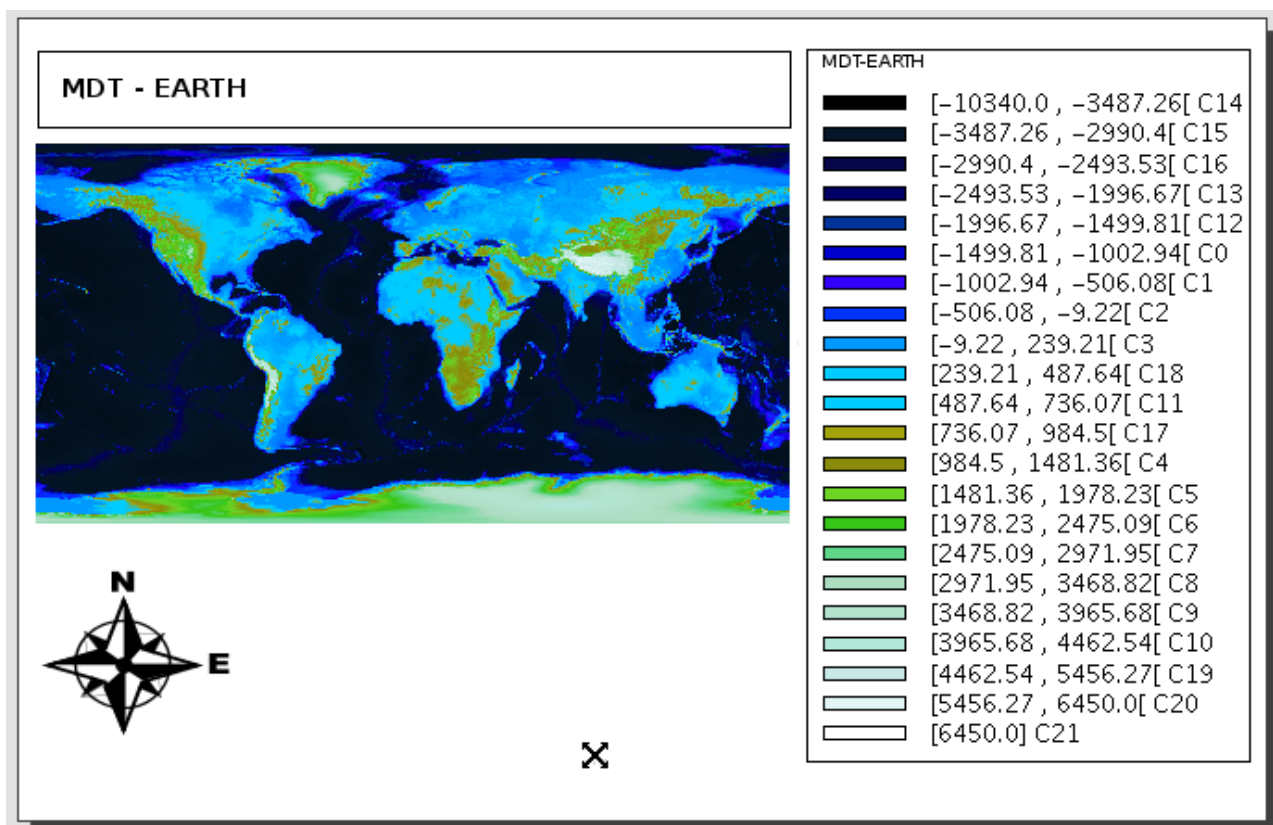 MDT - EARTH
MDT-EARTH
[−10340.0 , −3487.26[ C14
[−3487.26 , −2990.4[ C15
[−2990.4 , −2493.53[ C16
[−2493.53 , −1996.67[ C13
[−1996.67 , −1499.81[ C12
[−1499.81 , −1002.94[ C0
[−1002.94 , −506.08[ C1
[−506.08 , −9.22[ C2
[−9.22 , 239.21[ C3
[239.21 , 487.64[ C18
[487.64 , 736.07[ C11
[736.07 , 984.5[ C17
[984.5 , 1481.36[ C4
[1481.36 , 1978.23[ C5
[1978.23 , 2475.09[ C6
[2475.09 , 2971.95[ C7
[2971.95 , 3468.82[ C8
[3468.82 , 3965.68[ C9
[3965.68 , 4462.54[ C10
[4462.54 , 5456.27[ C19
[5456.27 , 6450.0[ C20
[6450.0] C21
N
E